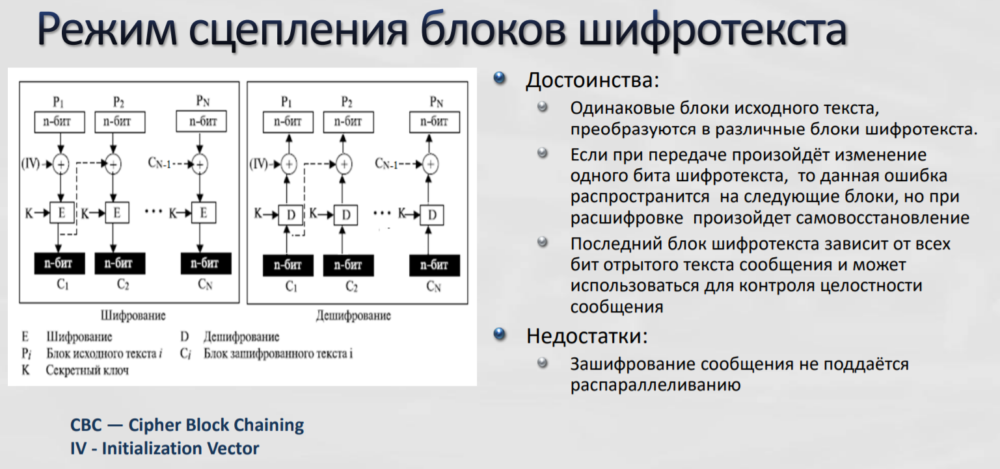 Режим сцепления блоков шифротекста
P1 P2 PN
n-бит n-бит n-бит
(IV) + + CN-1 +
K E K E ··· K E
n-бит n-бит n-бит
C1 C2 CN
Шифрование
P1 P2 PN
n-бит n-бит n-бит
(IV) + + CN-1 +
K D K D ··· K D
n-бит n-бит n-бит
C1 C2 CN
Дешифрование
E Шифрование D Дешифрование
Pi Блок исходного текста i Ci Блок зашифрованного текста i
K Секретный ключ
CBC — Cipher Block Chaining
IV - Initialization Vector
Достоинства:
Одинаковые блоки исходного текста,
преобразуются в различные блоки шифротекста.
Если при передаче произойдёт изменение
одного бита шифротекста, то данная ошибка
распространится на следующие блоки, но при
расшифровке произойдет самовосстановление
Последний блок шифротекста зависит от всех
бит отрытого текста сообщения и может
использоваться для контроля целостности
сообщения
Недостатки:
Зашифрование сообщения не поддаётся
распараллеливанию